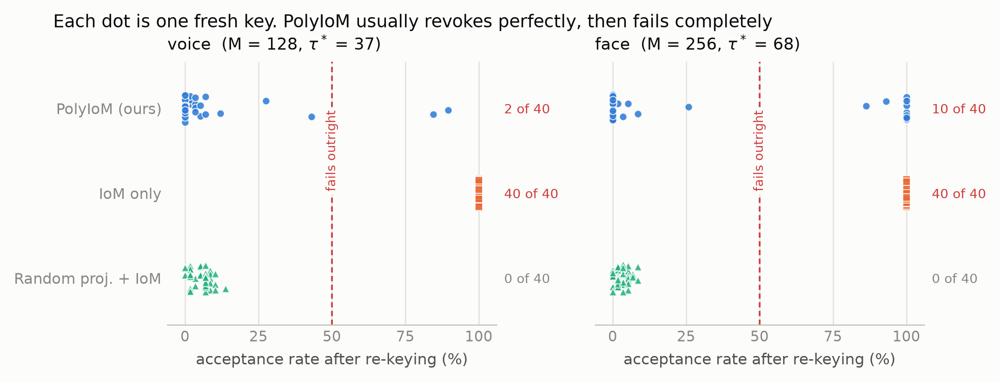 Each dot is one fresh key. PolyIoM usually revokes perfectly, then fails completely
voice (M = 128, τ* = 37)
face (M = 256, τ* = 68)
PolyIoM (ours)
2 of 40
10 of 40
fails outright
fails outright
IoM only
40 of 40
40 of 40
Random proj. + IoM
0 of 40
0 of 40
0 25 50 75 100
0 25 50 75 100
acceptance rate after re-keying (%)
acceptance rate after re-keying (%)